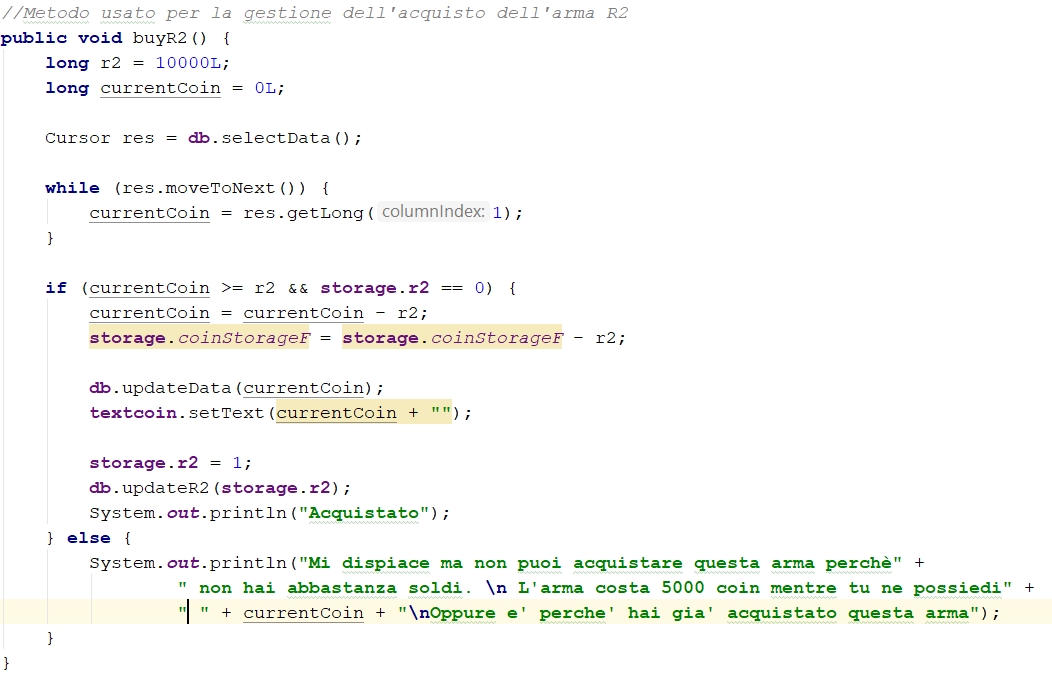 //Metodo usato per la gestione dell'acquisto dell'arma R2
public void buyR2() {
    long r2 = 10000L;
    long currentCoin = 0L;

    Cursor res = db.selectData();

    while (res.moveToNext()) {
        currentCoin = res.getLong( columnIndex: 1);
    }

    if (currentCoin >= r2 && storage.r2 == 0) {
        currentCoin = currentCoin - r2;
        storage.coinStorageF = storage.coinStorageF - r2;

        db.updateData(currentCoin);
        textcoin.setText(currentCoin + "");

        storage.r2 = 1;
        db.updateR2(storage.r2);
        System.out.println("Acquistato");
    } else {
        System.out.println("Mi dispiace ma non puoi acquistare questa arma perchè" +
                " non hai abbastanza soldi. \n L'arma costa 5000 coin mentre tu ne possiedi" +
                " " + currentCoin + "\nOppure e' perche' hai gia' acquistato questa arma");
    }
}